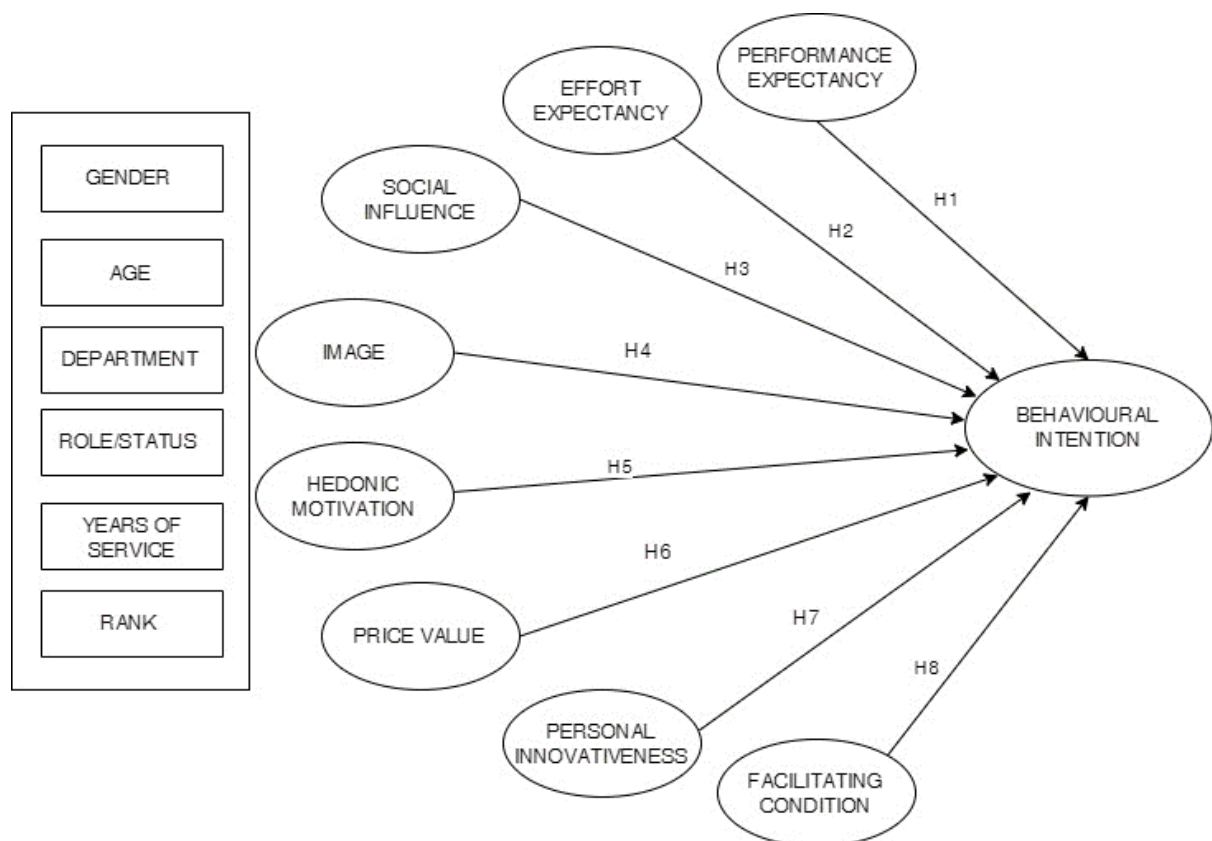 PERFORMANCE
EXPECTANCY
EFFORT
EXPECTANCY
GENDER
SOCIAL
INFLUENCE
H1
H2
H3
AGE
IMAGE
H4
DEPARTMENT
BEHAVIOURAL
INTENTION
ROLE/STATUS
HEDONIC
MOTIVATION
H5
YEARS OF
SERVICE
H6
RANK
PRICE VALUE
H7
H8
PERSONAL
INNOVATIVENESS
FACILITATING
CONDITION